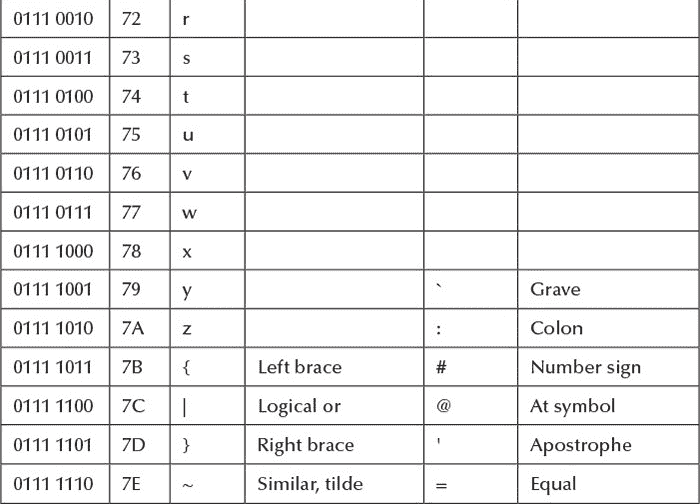 0111 0010 72 r
0111 0011 73 s
0111 0100 74 t
0111 0101 75 u
0111 0110 76 v
0111 0111 77 w
0111 1000 78 x
0111 1001 79 y ` Grave
0111 1010 7A z : Colon
0111 1011 7B { Left brace # Number sign
0111 1100 7C | Logical or @ At symbol
0111 1101 7D } Right brace ' Apostrophe
0111 1110 7E ~ Similar, tilde = Equal